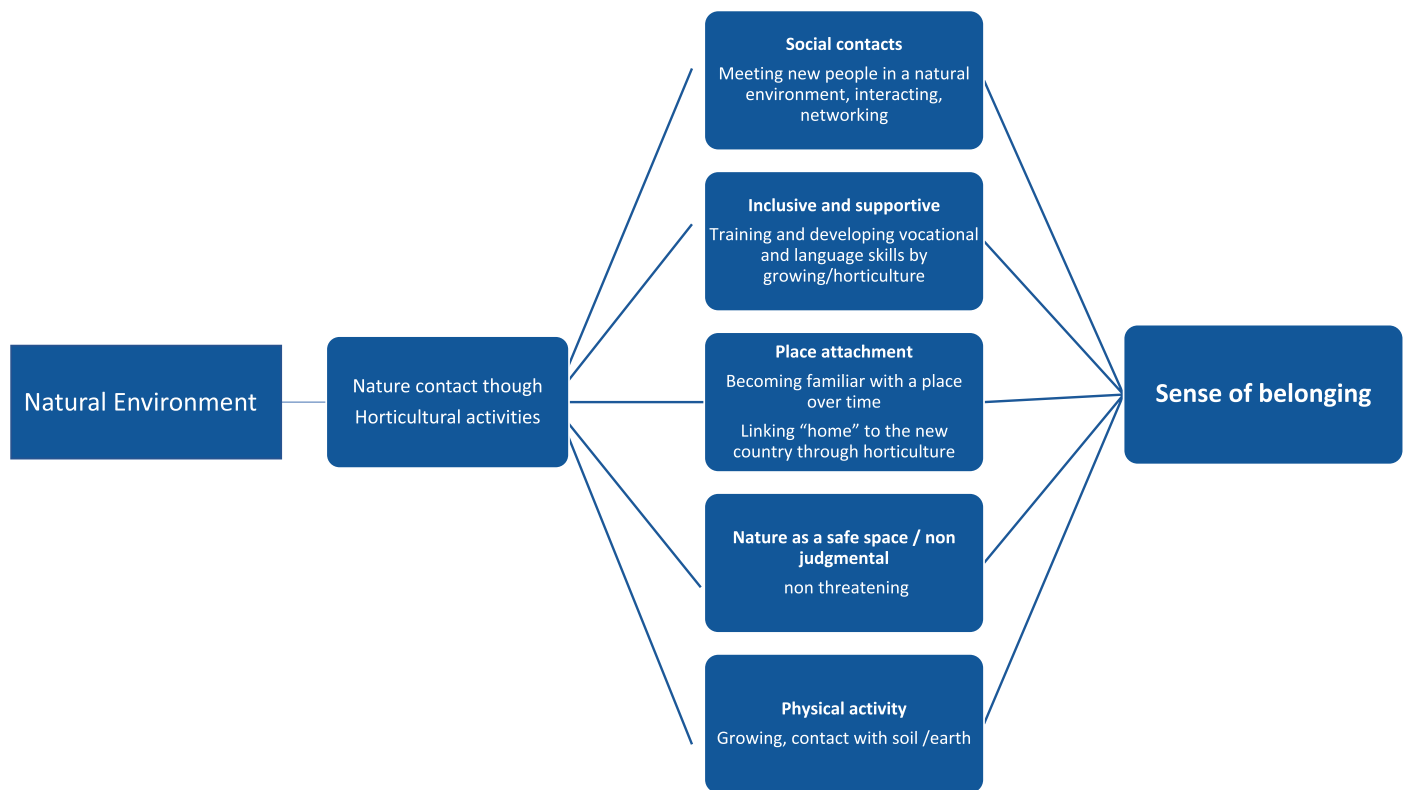 Natural Environment
Nature contact though
Horticultural activities
Social contacts
Meeting new people in a natural
environment, interacting,
networking
Inclusive and supportive
Training and developing vocational
and language skills by
growing/horticulture
Place attachment
Becoming familiar with a place
over time
Linking “home” to the new
country through horticulture
Nature as a safe space / non
judgmental
non threatening
Physical activity
Growing, contact with soil /earth
Sense of belonging